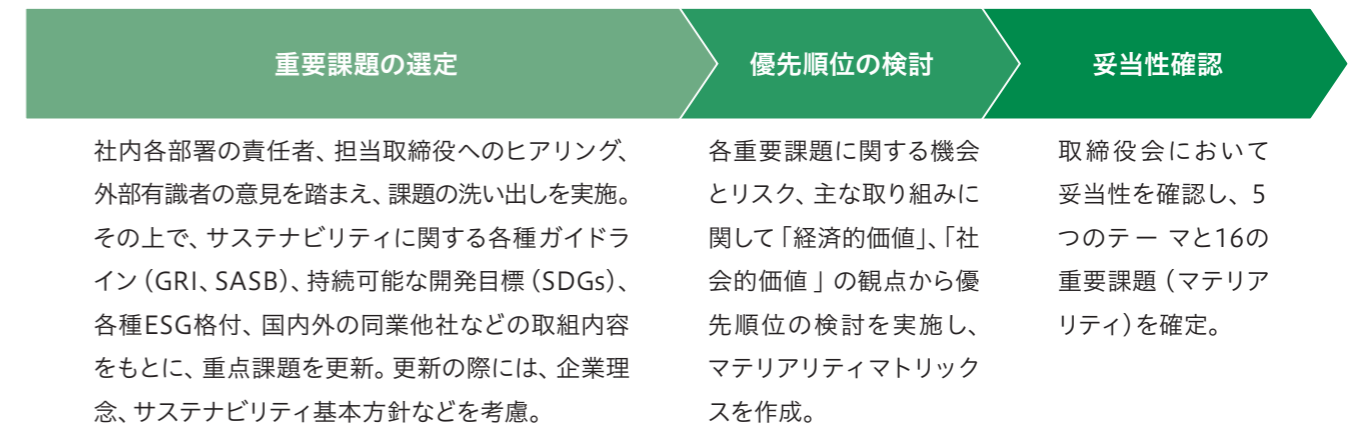 重要課題の選定
優先順位の検討
妥当性確認
社内各部署の責任者、担当取締役へのヒアリング、
外部有識者の意見を踏まえ、課題の洗い出しを実施。
その上で、サステナビリティに関する各種ガイドラ
イン（GRI、SASB）、持続可能な開発目標（SDGs）、
各種ESG格付、国内外の同業他社などの取組内容
をもとに、重点課題を更新。更新の際には、企業理
念、サステナビリティ基本方針などを考慮。
各重要課題に関する機会
とリスク、主な取り組みに
関して「経済的価値」、「社
会的価値 」の観点から優
先順位の検討を実施し、
マテリアリティマトリック
スを作成。
取締役会において
妥当性を確認し、5
つのテー マと16の
重要課題（マテリア
リティ）を確定。